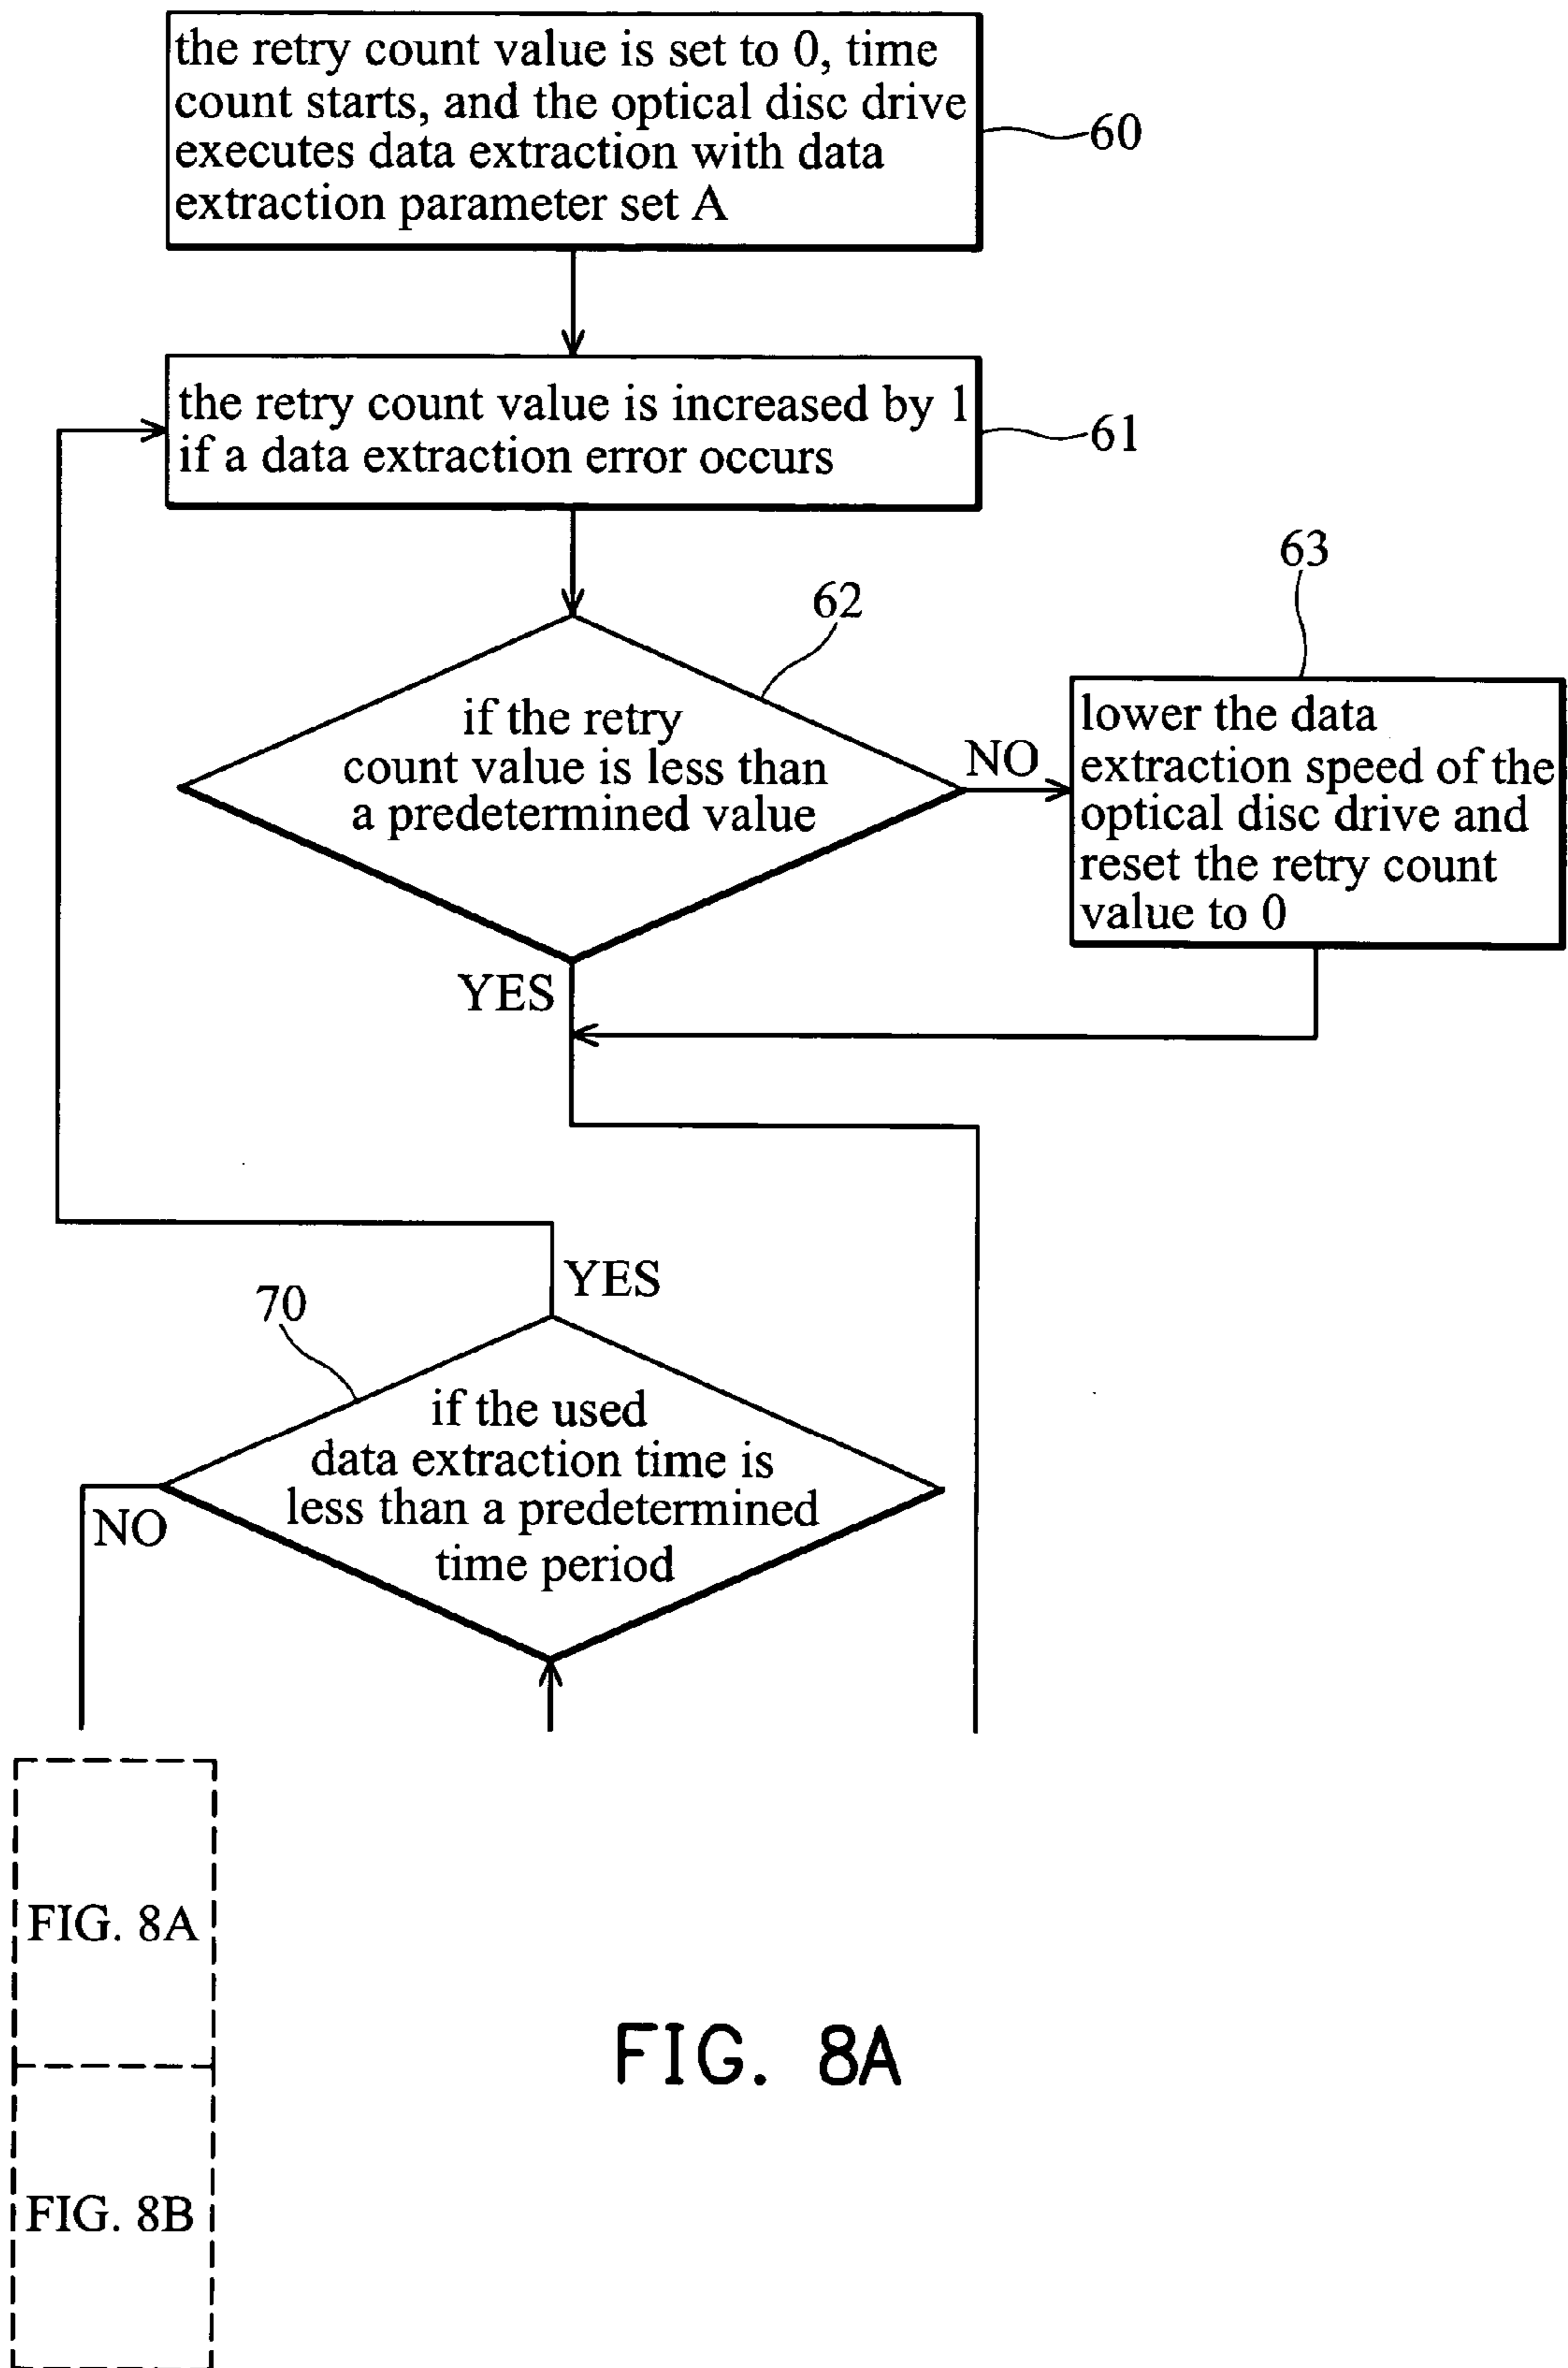 the retry count value is set to 0, time
count starts, and the optical disc drive
executes data extraction with data
extraction parameter set A
60
the retry count value is increased by 1
if a data extraction error occurs
61
62
if the retry
count value is less than
a predetermined value
NO
YES
63
lower the data
extraction speed of the
optical disc drive and
reset the retry count
value to 0
YES
70
if the used
data extraction time is
less than a predetermined
time period
NO
FIG. 8A
FIG. 8B
FIG. 8A